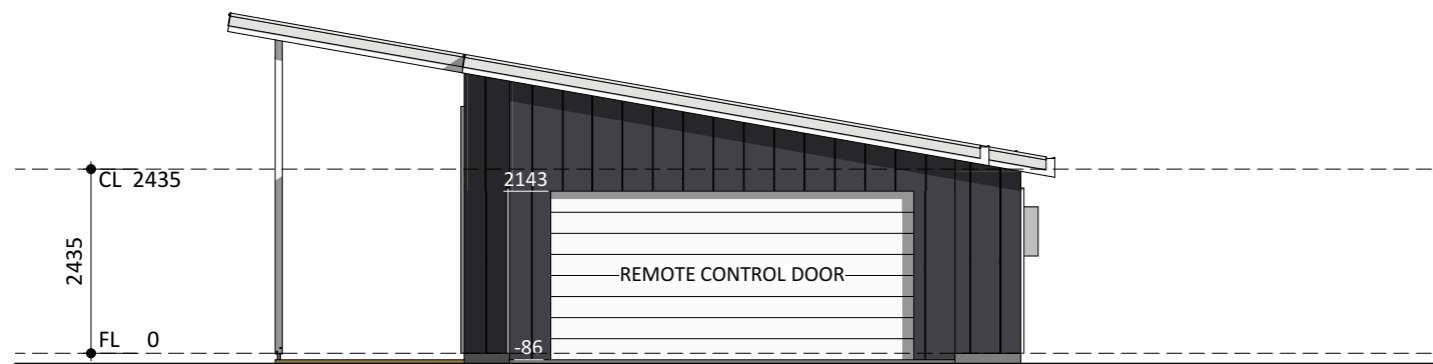 CL 2435
2143
2435
REMOTE CONTROL DOOR
FL 0
-86